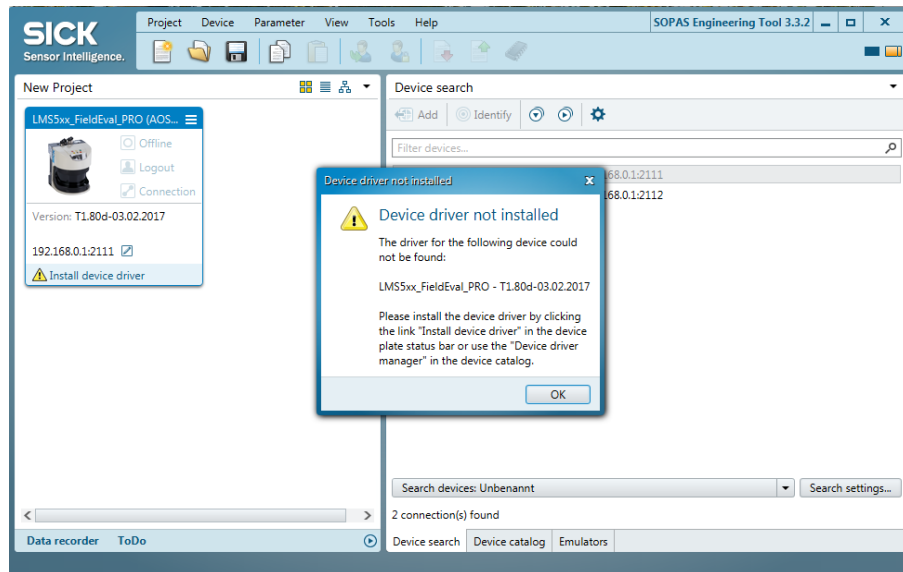 SICK
Sensor Intelligence.
Project Device Parameter View Tools Help
SOPAS Engineering Tool 3.3.2
New Project
LMS5xx_FieldEval_PRO (AOS...
Offline
Logout
Connection
Version: T1.80d-03.02.2017
192.168.0.1:2111
Install device driver
Data recorder ToDo
Device search
Add Identify
Filter devices...
68.0.1:2111
68.0.1:2112
Device driver not installed
Device driver not installed
The driver for the following device could
not be found:
LMS5xx_FieldEval_PRO - T1.80d-03.02.2017
Please install the device driver by clicking
the link "Install device driver" in the device
plate status bar or use the "Device driver
manager" in the device catalog.
OK
Search devices: Unbenannt
Search settings...
2 connection(s) found
Device search Device catalog Emulators